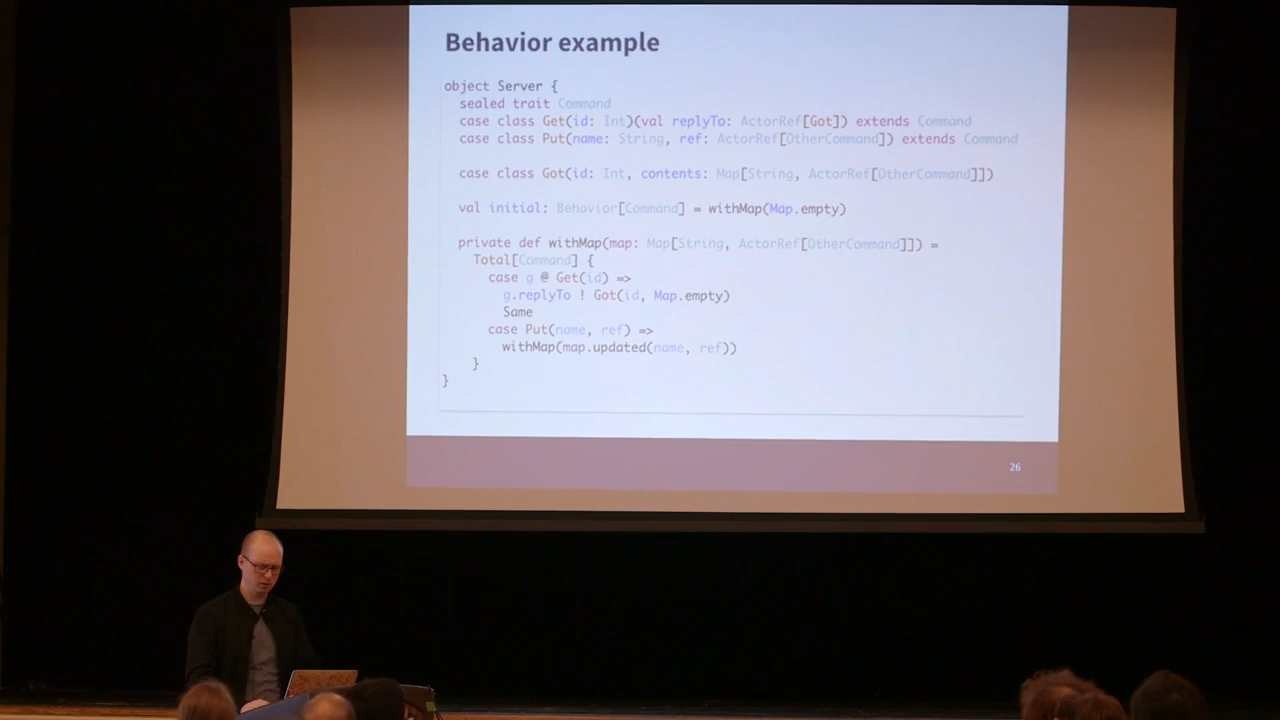 Behavior example
object Server {
sealed trait Command
case class Get(id: Int)(val replyTo: ActorRef[Got]) extends Command
case class Put(name: String, ref: ActorRef[OtherCommand]) extends Command
case class Got(id: Int, contents: Map[String, ActorRef[OtherCommand]])
val initial: Behavior[Command] = withMap(Map.empty)
private def withMap(map: Map[String, ActorRef[OtherCommand]]) =
Total[Command] {
case g @ Get(id) =>
g.replyTo ! Got(id, Map.empty)
Same
case Put(name, ref) =>
withMap(map.updated(name, ref))
}
}
26